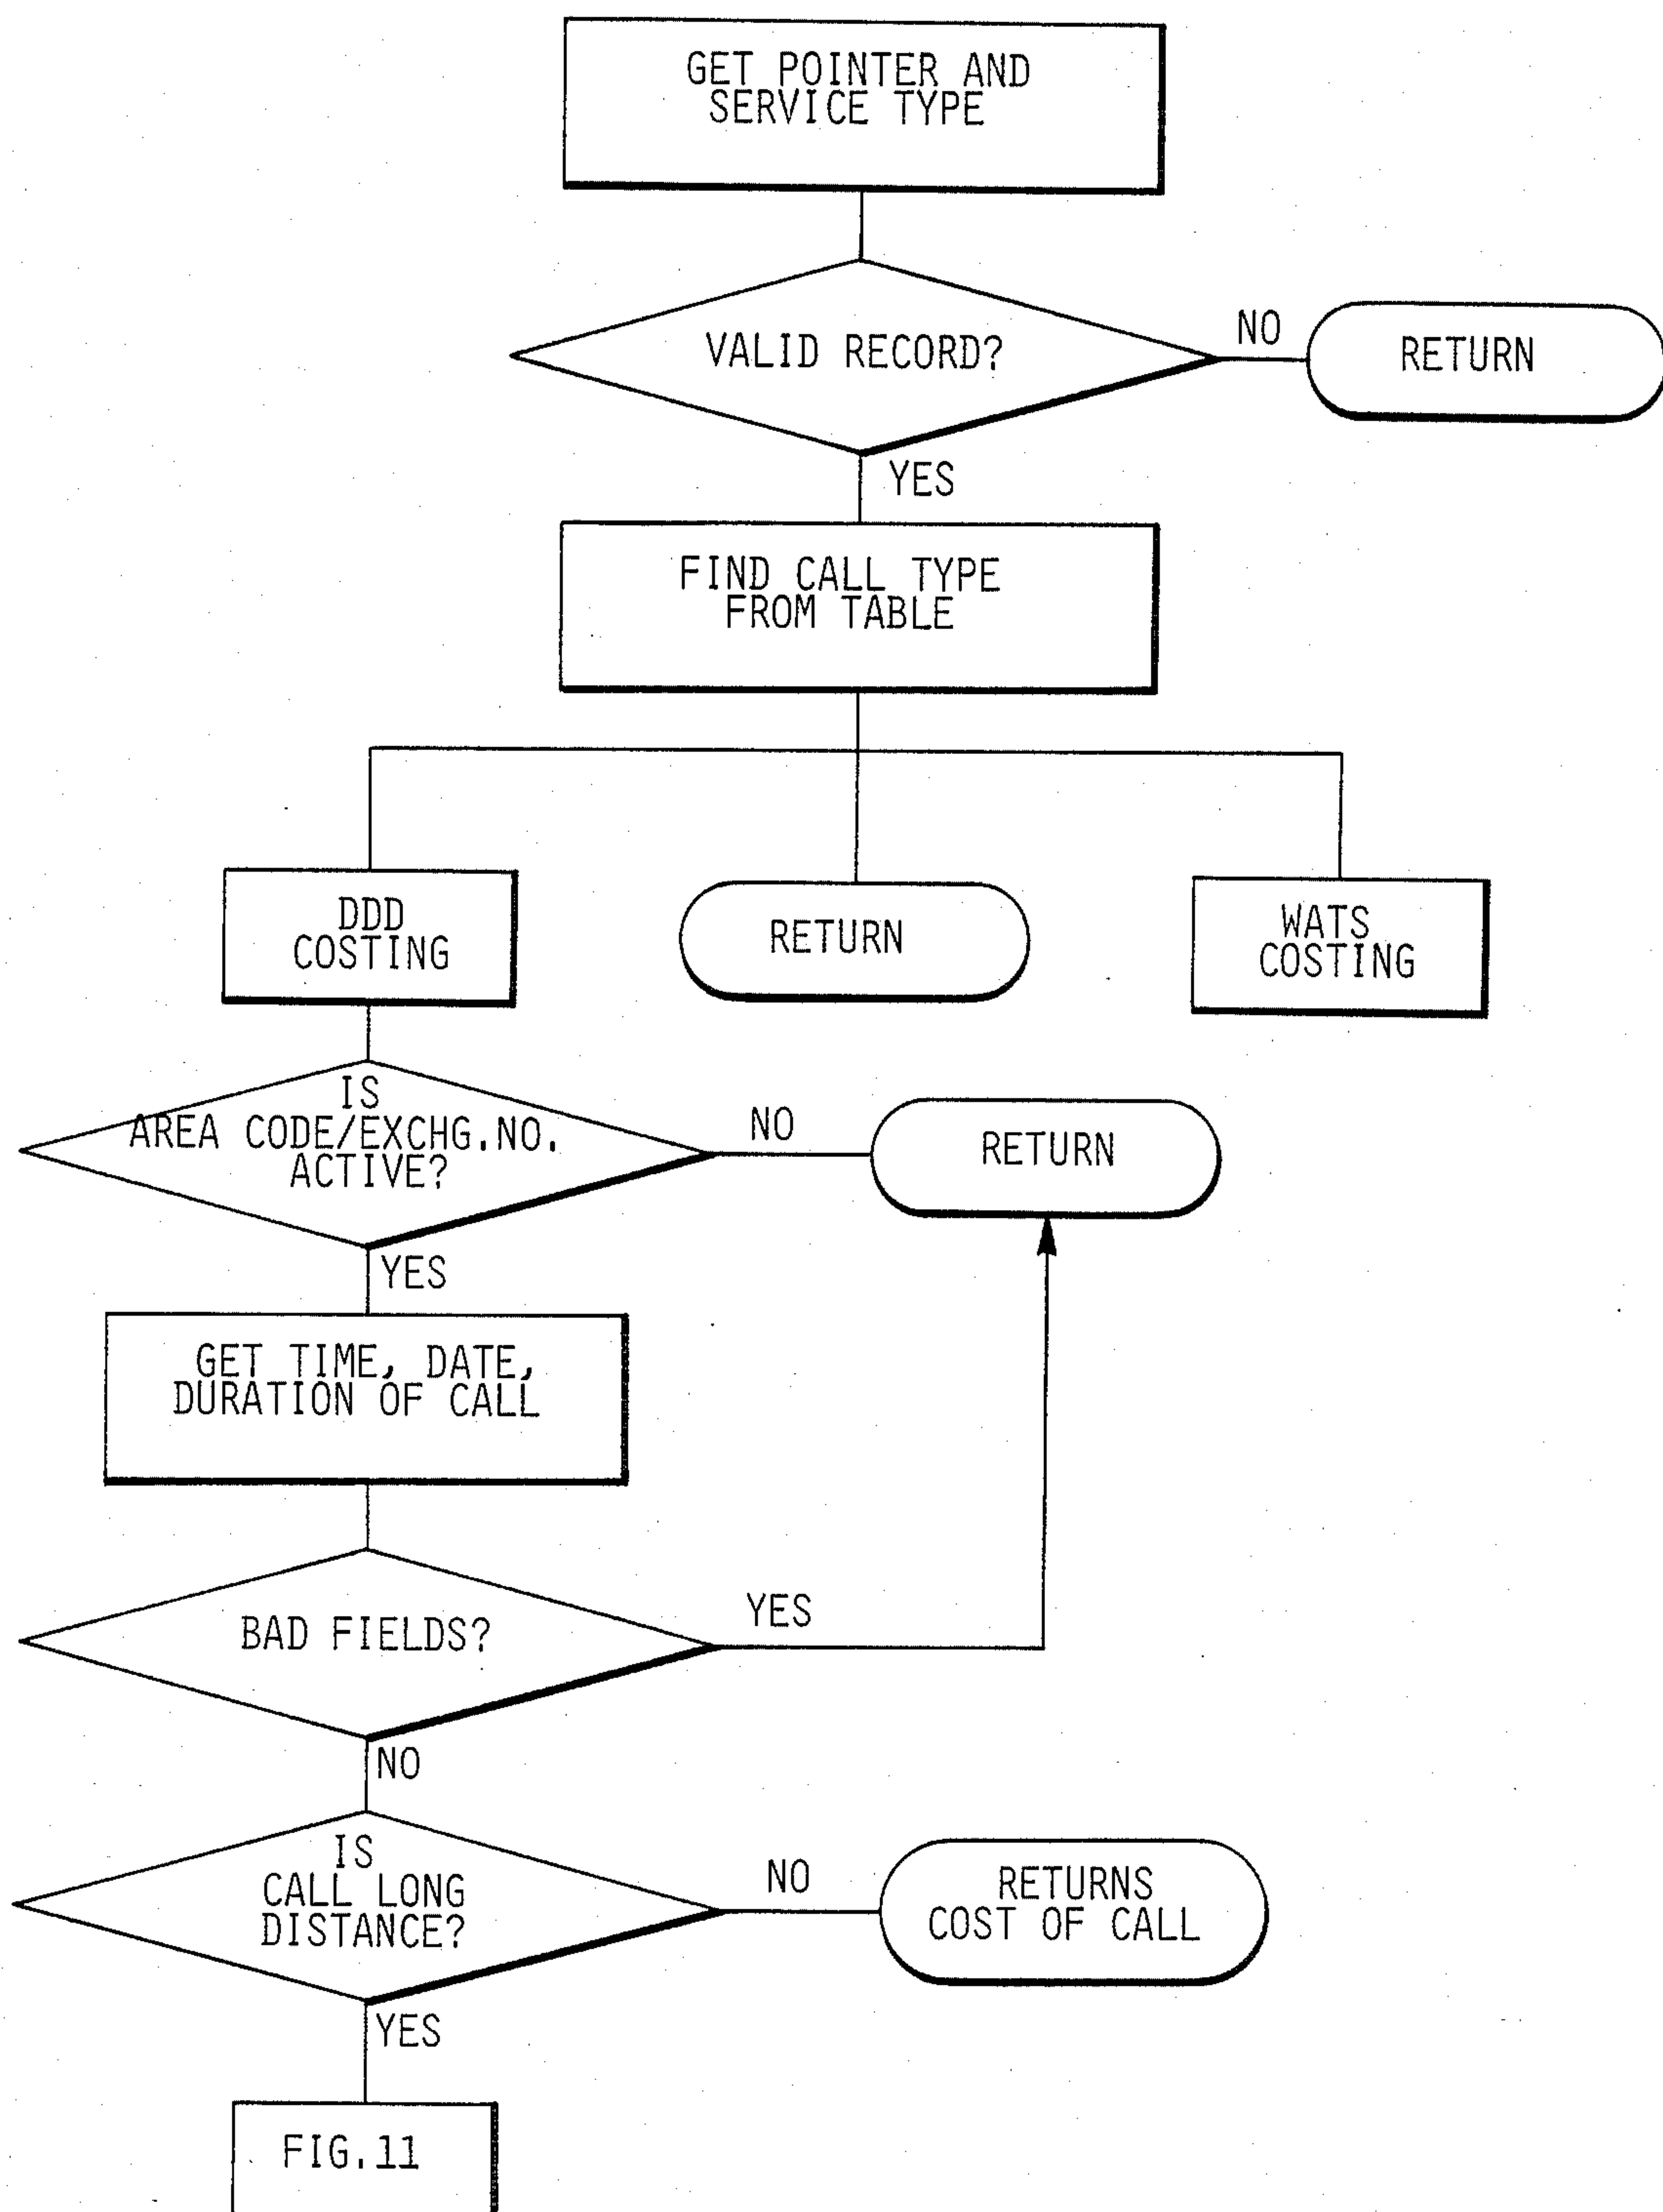 GET POINTER AND
SERVICE TYPE
VALID RECORD?
NO
RETURN
YES
FIND CALL TYPE
FROM TABLE
DDD
COSTING
RETURN
WATS
COSTING
IS
AREA CODE/EXCHG.NO.
ACTIVE?
NO
RETURN
YES
GET TIME, DATE,
DURATION OF CALL
BAD FIELDS?
YES
NO
IS
CALL LONG
DISTANCE?
NO
RETURNS
COST OF CALL
YES
FIG.11